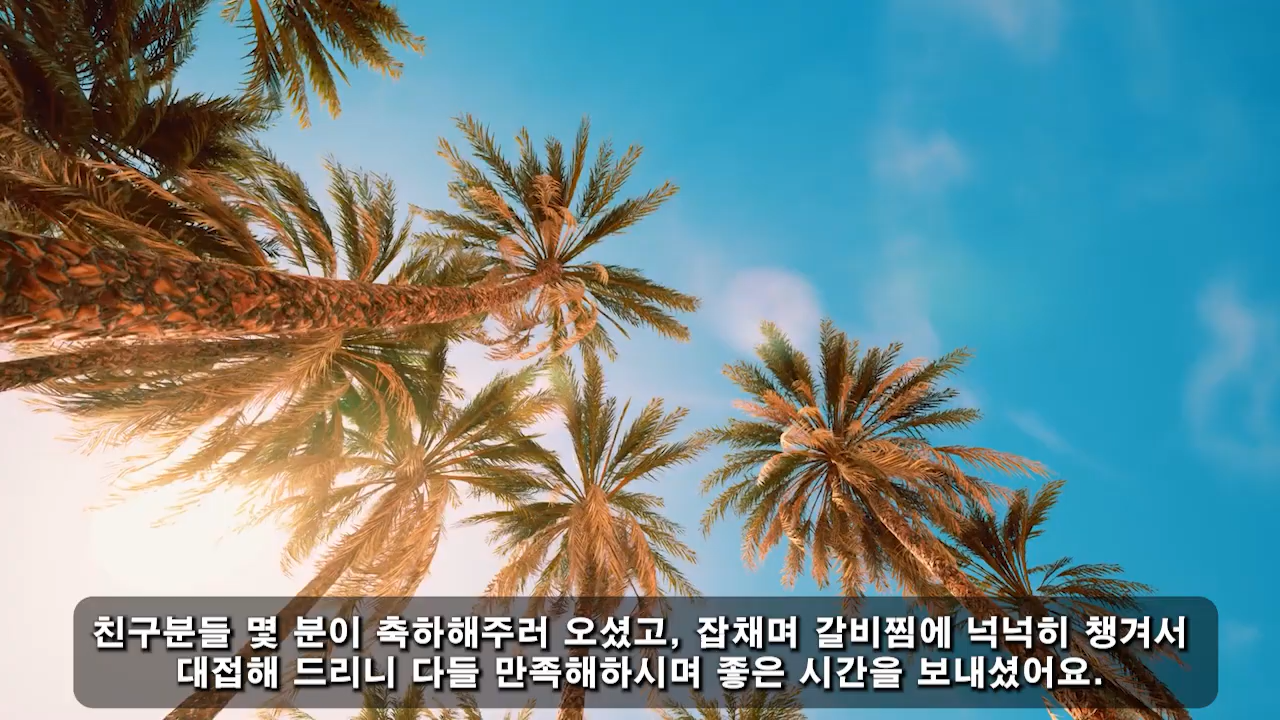 친구분들 몇 분이 축하해주러 오셨고, 잡채며 갈비찜에 넉넉히 챙겨서
대접해 드리니 다들 만족해하시며 좋은 시간을 보내셨어요.